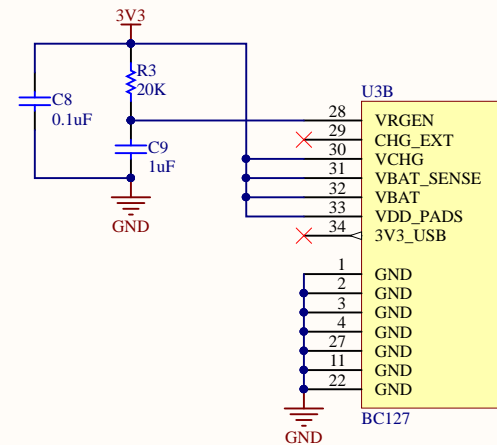 3V3
R3
20K
C8
0.1uF
C9
1uF
GND
U3B
28 VRGEN
29 CHG_EXT
30 VCHG
31 VBAT_SENSE
32 VBAT
33 VDD_PADS
34 3V3_USB
1 GND
2 GND
3 GND
4 GND
27 GND
11 GND
22 GND
BC127
GND